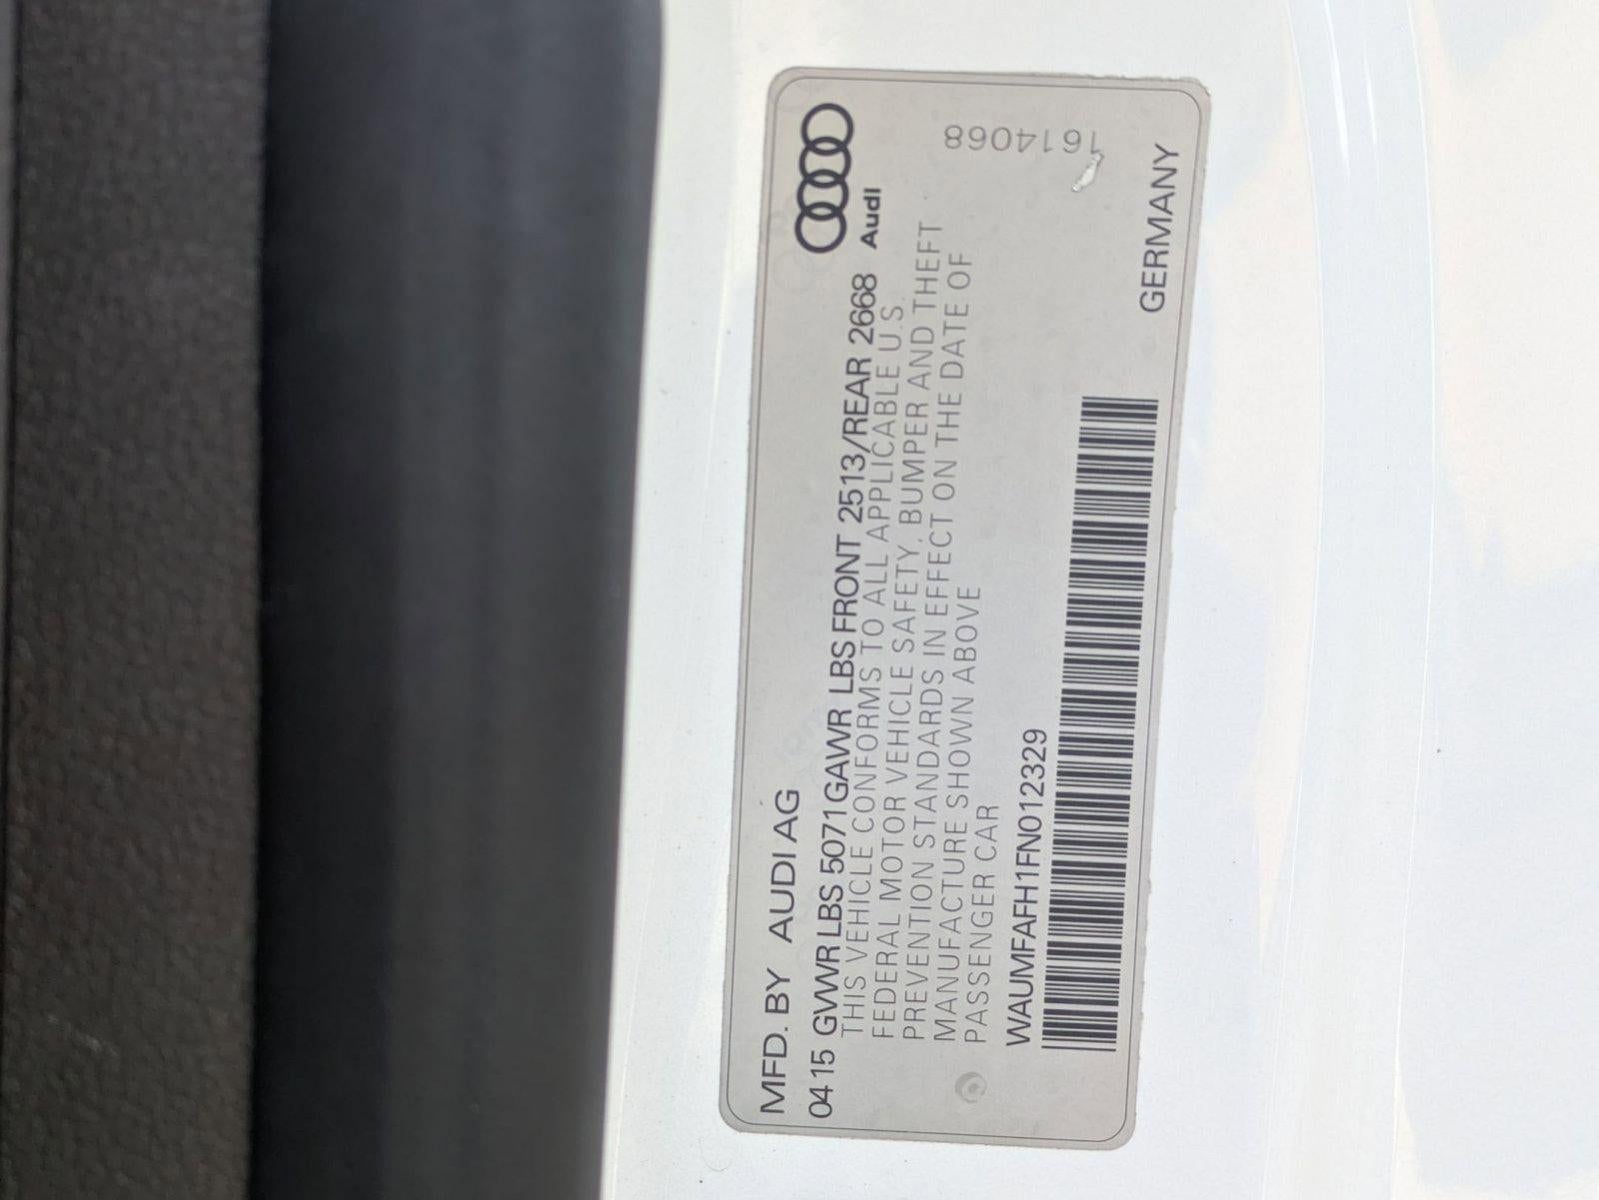 MFD. BY AUDI AG
04 15 GVWR LBS 5071 GAWR LBS FRONT 2513/REAR 2668
Audi
THIS VEHICLE CONFORMS TO ALL APPLICABLE U.S.
FEDERAL MOTOR VEHICLE SAFETY, BUMPER AND THEFT
PREVENTION STANDARDS IN EFFECT ON THE DATE OF
MANUFACTURE SHOWN ABOVE
PASSENGER CAR
1614068
WAUMFAFH1FN012329
GERMANY